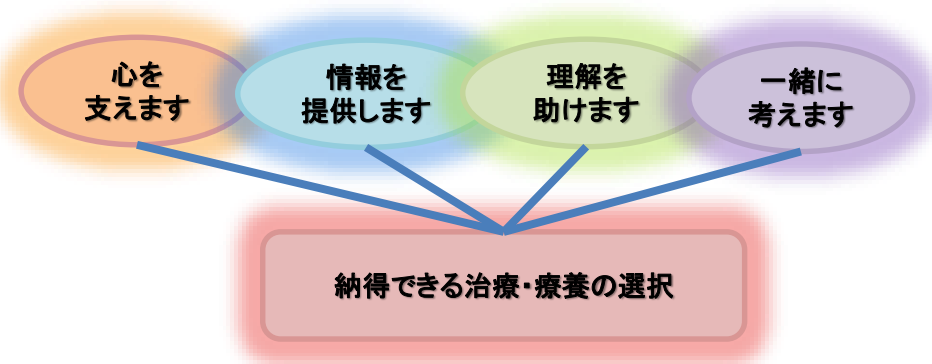 心を
支えます
情報を
提供します
理解を
助けます
一緒に
考えます
納得できる治療・療養の選択